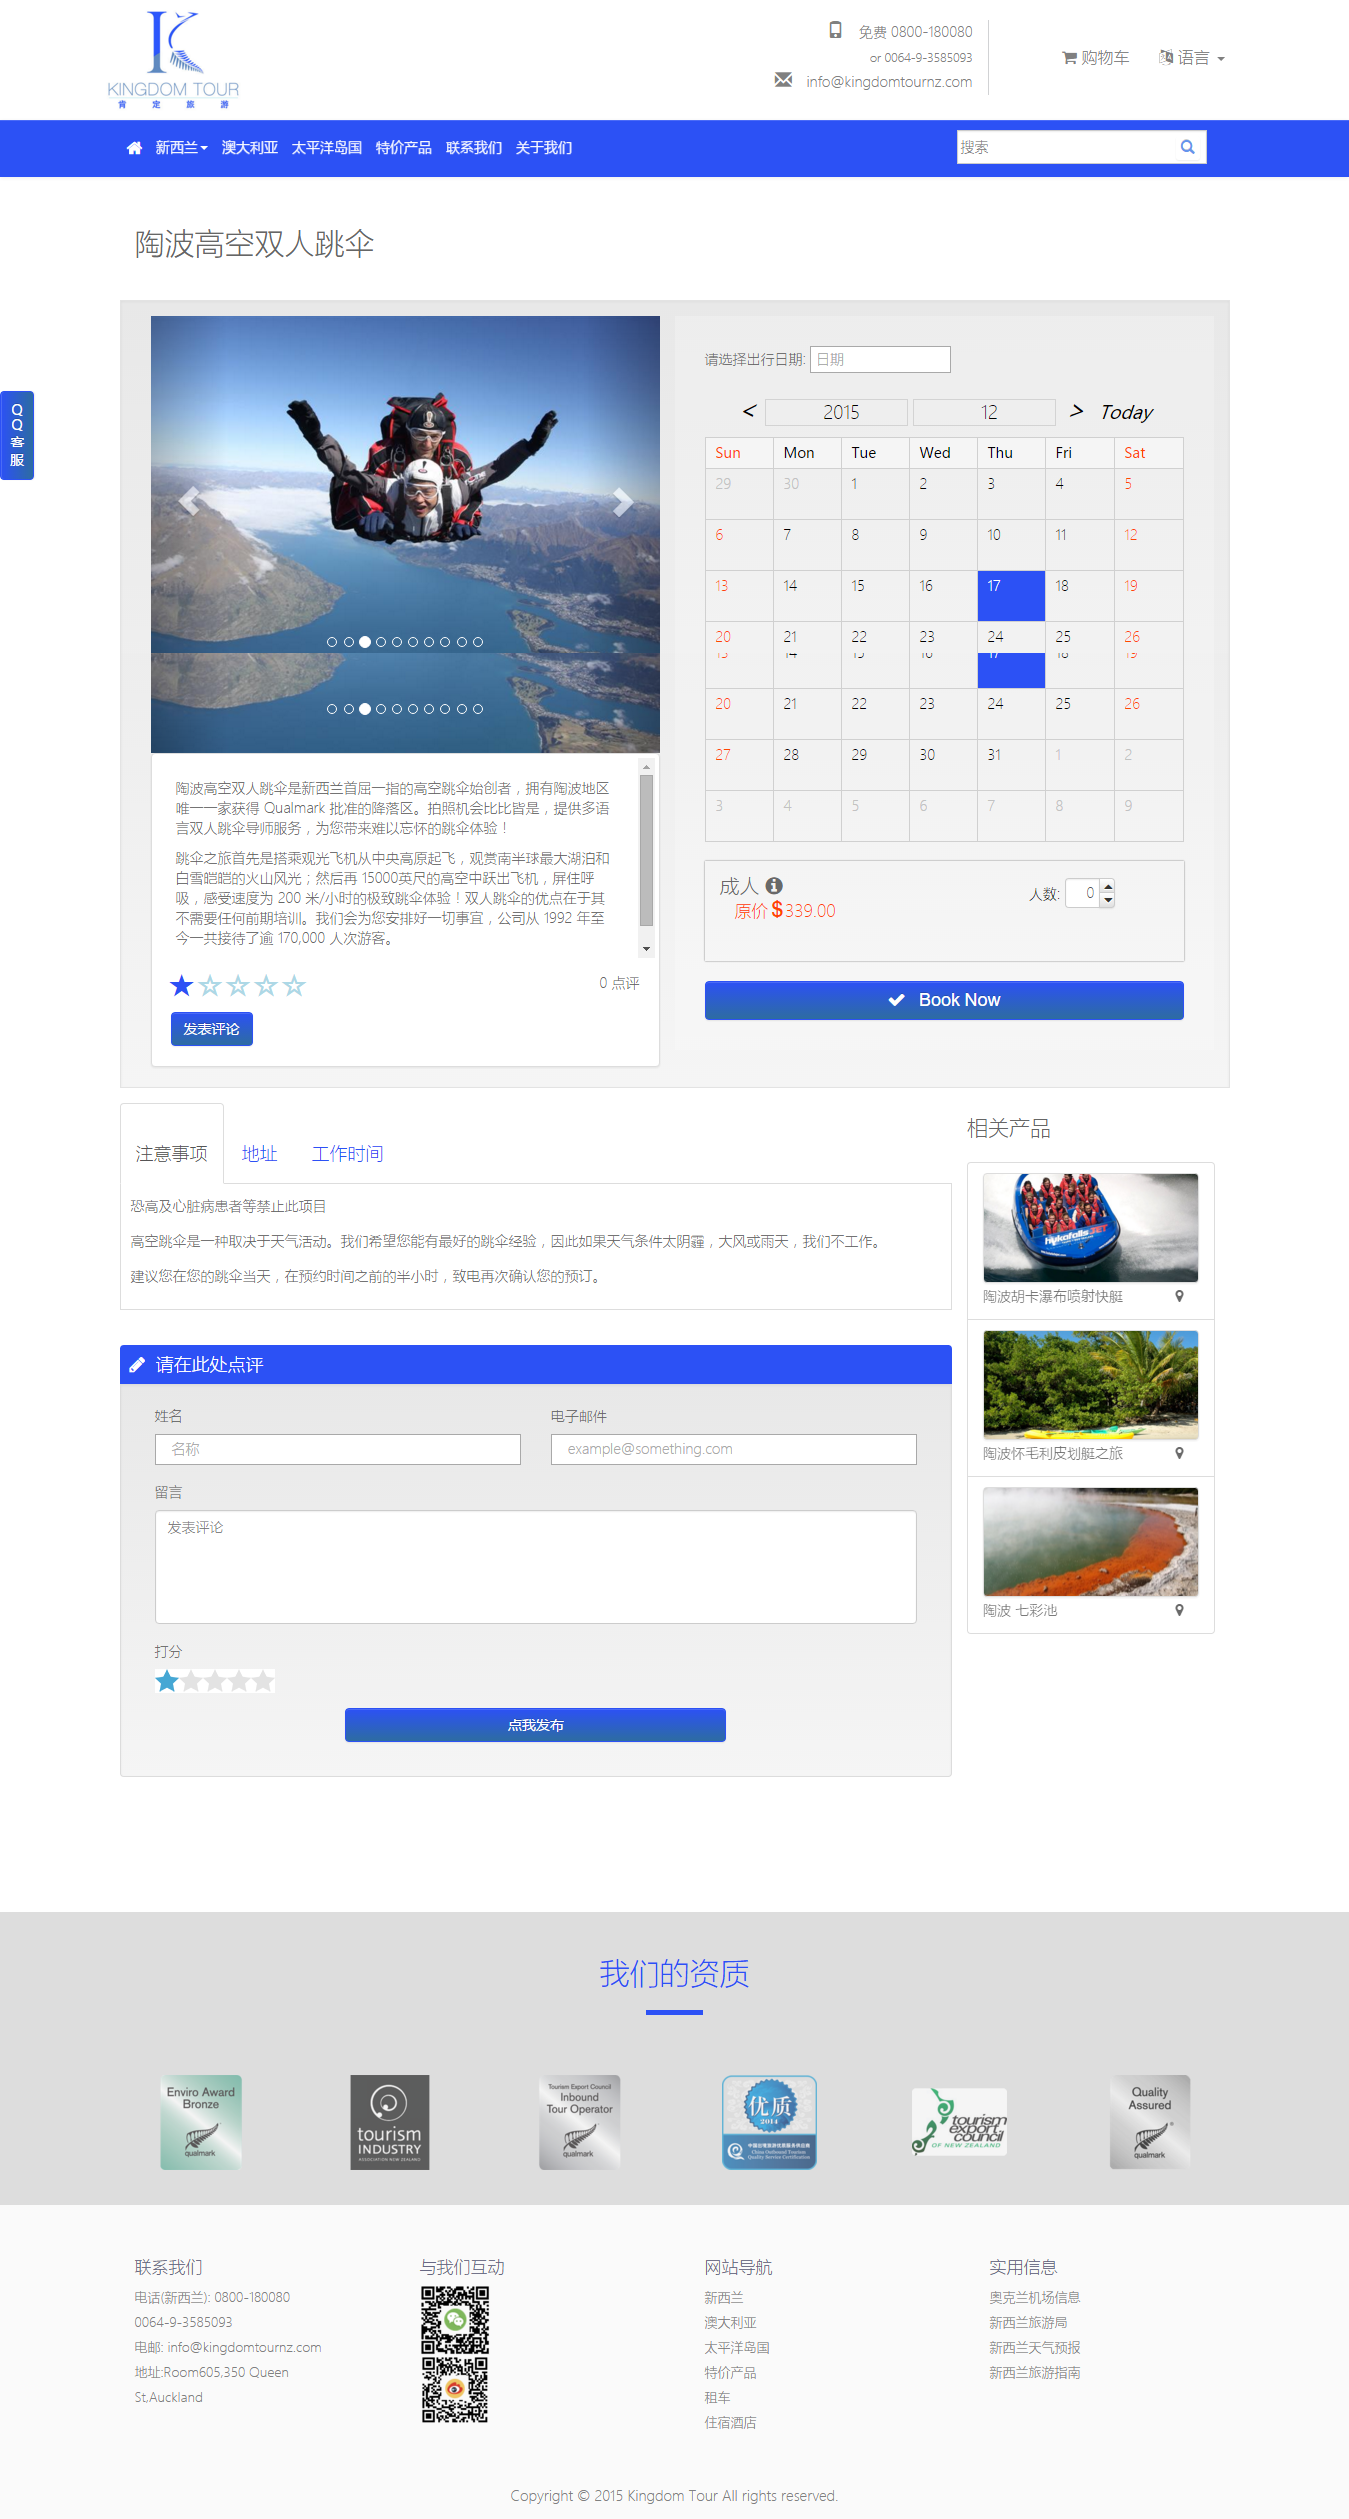 KINGDOM TOUR
肯定旅游
免费 0800-180080
or 0064-9-3585093
info@kingdomtournz.com
购物车 语言
新西兰 澳大利亚 太平洋岛国 特价产品 联系我们 关于我们
搜索
陶波高空双人跳伞
QQ客服
请选择出行日期: 日期
< 2015 12 > Today
Sun Mon Tue Wed Thu Fri Sat
29 30 1 2 3 4 5
6 7 8 9 10 11 12
13 14 15 16 17 18 19
20 21 22 23 24 25 26
13 14 15 16 17 18 19
20 21 22 23 24 25 26
27 28 29 30 31 1 2
3 4 5 6 7 8 9
陶波高空双人跳伞是新西兰首屈一指的高空跳伞始创者，拥有陶波地区
唯一一家获得 Qualmark 批准的降落区。拍照机会比比皆是，提供多语
言双人跳伞导师服务，为您带来难以忘怀的跳伞体验！
跳伞之旅首先是搭乘观光飞机从中央高原起飞，观赏南半球最大湖泊和
白雪皑皑的火山风光；然后再 15000英尺的高空中跃出飞机，屏住呼
吸，感受速度为 200 米/小时的极致跳伞体验！双人跳伞的优点在于其
不需要任何前期培训。我们会为您安排好一切事宜，公司从 1992 年至
今一共接待了逾 170,000 人次游客。
0 点评
发表评论
成人
人数: 0
原价 $339.00
Book Now
注意事项 地址 工作时间
恐高及心脏病患者等禁止此项目
高空跳伞是一种取决于天气活动。我们希望您能有最好的跳伞经验，因此如果天气条件太阴霾，大风或雨天，我们不工作。
建议您在您的跳伞当天，在预约时间之前的半小时，致电再次确认您的预订。
相关产品
hukafalls JET
陶波胡卡瀑布喷射快艇
陶波怀毛利皮划艇之旅
陶波 七彩池
请在此处点评
姓名 电子邮件
名称 example@something.com
留言
发表评论
打分
点我发布
我们的资质
Enviro Award
Bronze
qualmark
tourism
INDUSTRY
ASSOCIATION NEW ZEALAND
Tourism Export Council
Inbound
Tour Operator
qualmark
优质
2014
中国出境旅游优质服务供应商
China Outbound Tourism
Quality Service Certification
tourism
export
council
OF NEW ZEALAND
Quality
Assured
qualmark
联系我们
电话(新西兰): 0800-180080
0064-9-3585093
电邮: info@kingdomtournz.com
地址:Room605,350 Queen
St,Auckland
与我们互动
网站导航
新西兰
澳大利亚
太平洋岛国
特价产品
租车
住宿酒店
实用信息
奥克兰机场信息
新西兰旅游局
新西兰天气预报
新西兰旅游指南
Copyright © 2015 Kingdom Tour All rights reserved.